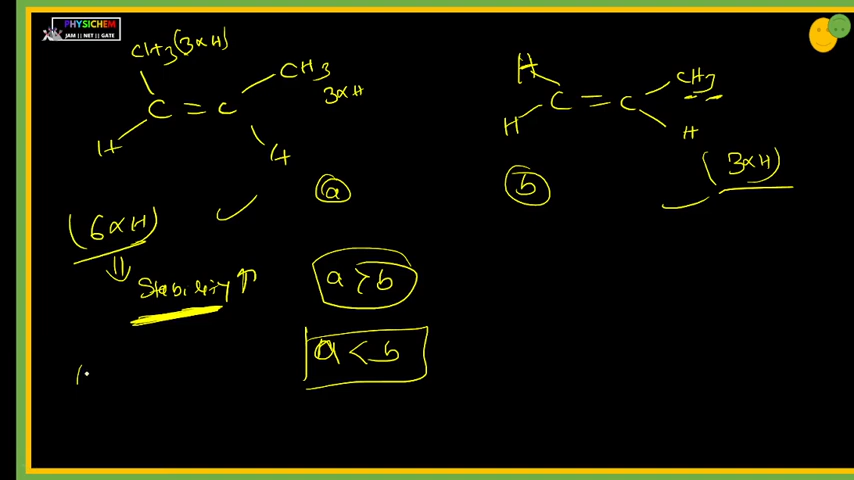 PHYSICHEM
JAM || NET || GATE
CH3(3αH)
C = C
CH3
3αH
H
H
a
(6αH)
⇓
Stability ↑
H
H
C = C
CH3
H
(3αH)
b
a > b
a < b